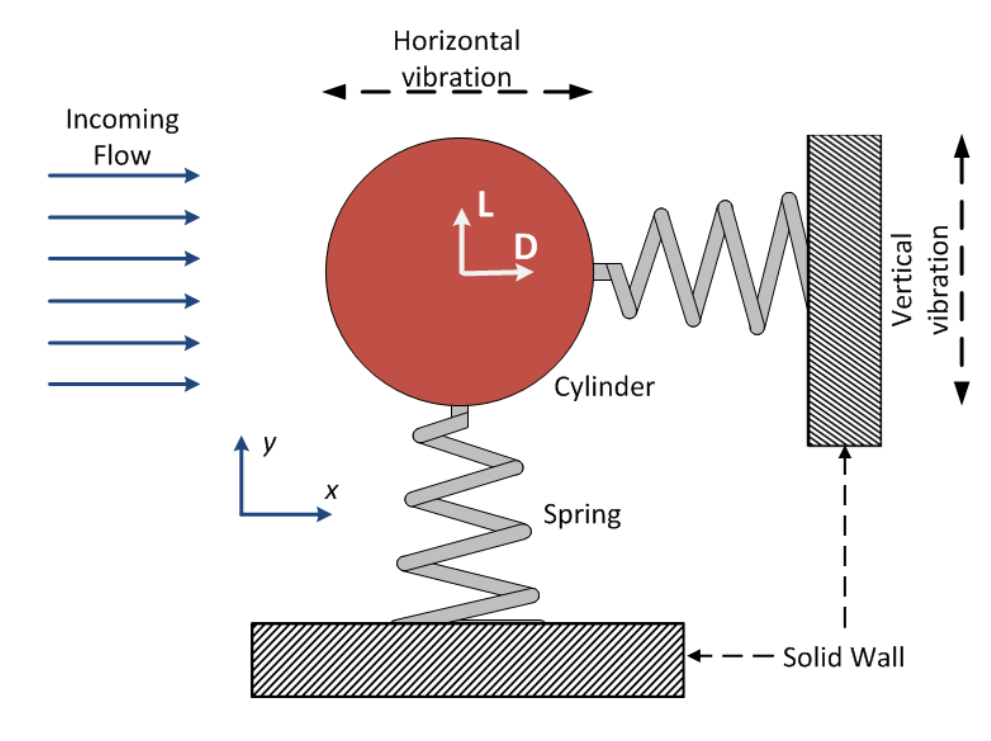 Horizontal
vibration
Incoming
Flow
L
D
Vertical
vibration
Cylinder
y
x
Spring
Solid Wall